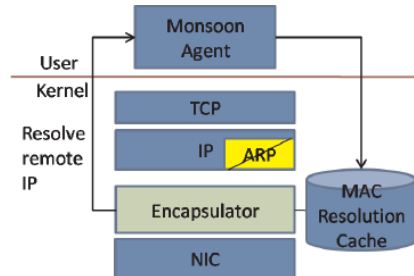 Monsoon
Agent
User
Kernel
TCP
Resolve
remote
IP
IP
ARP
Encapsulator
MAC
Resolution
Cache
NIC